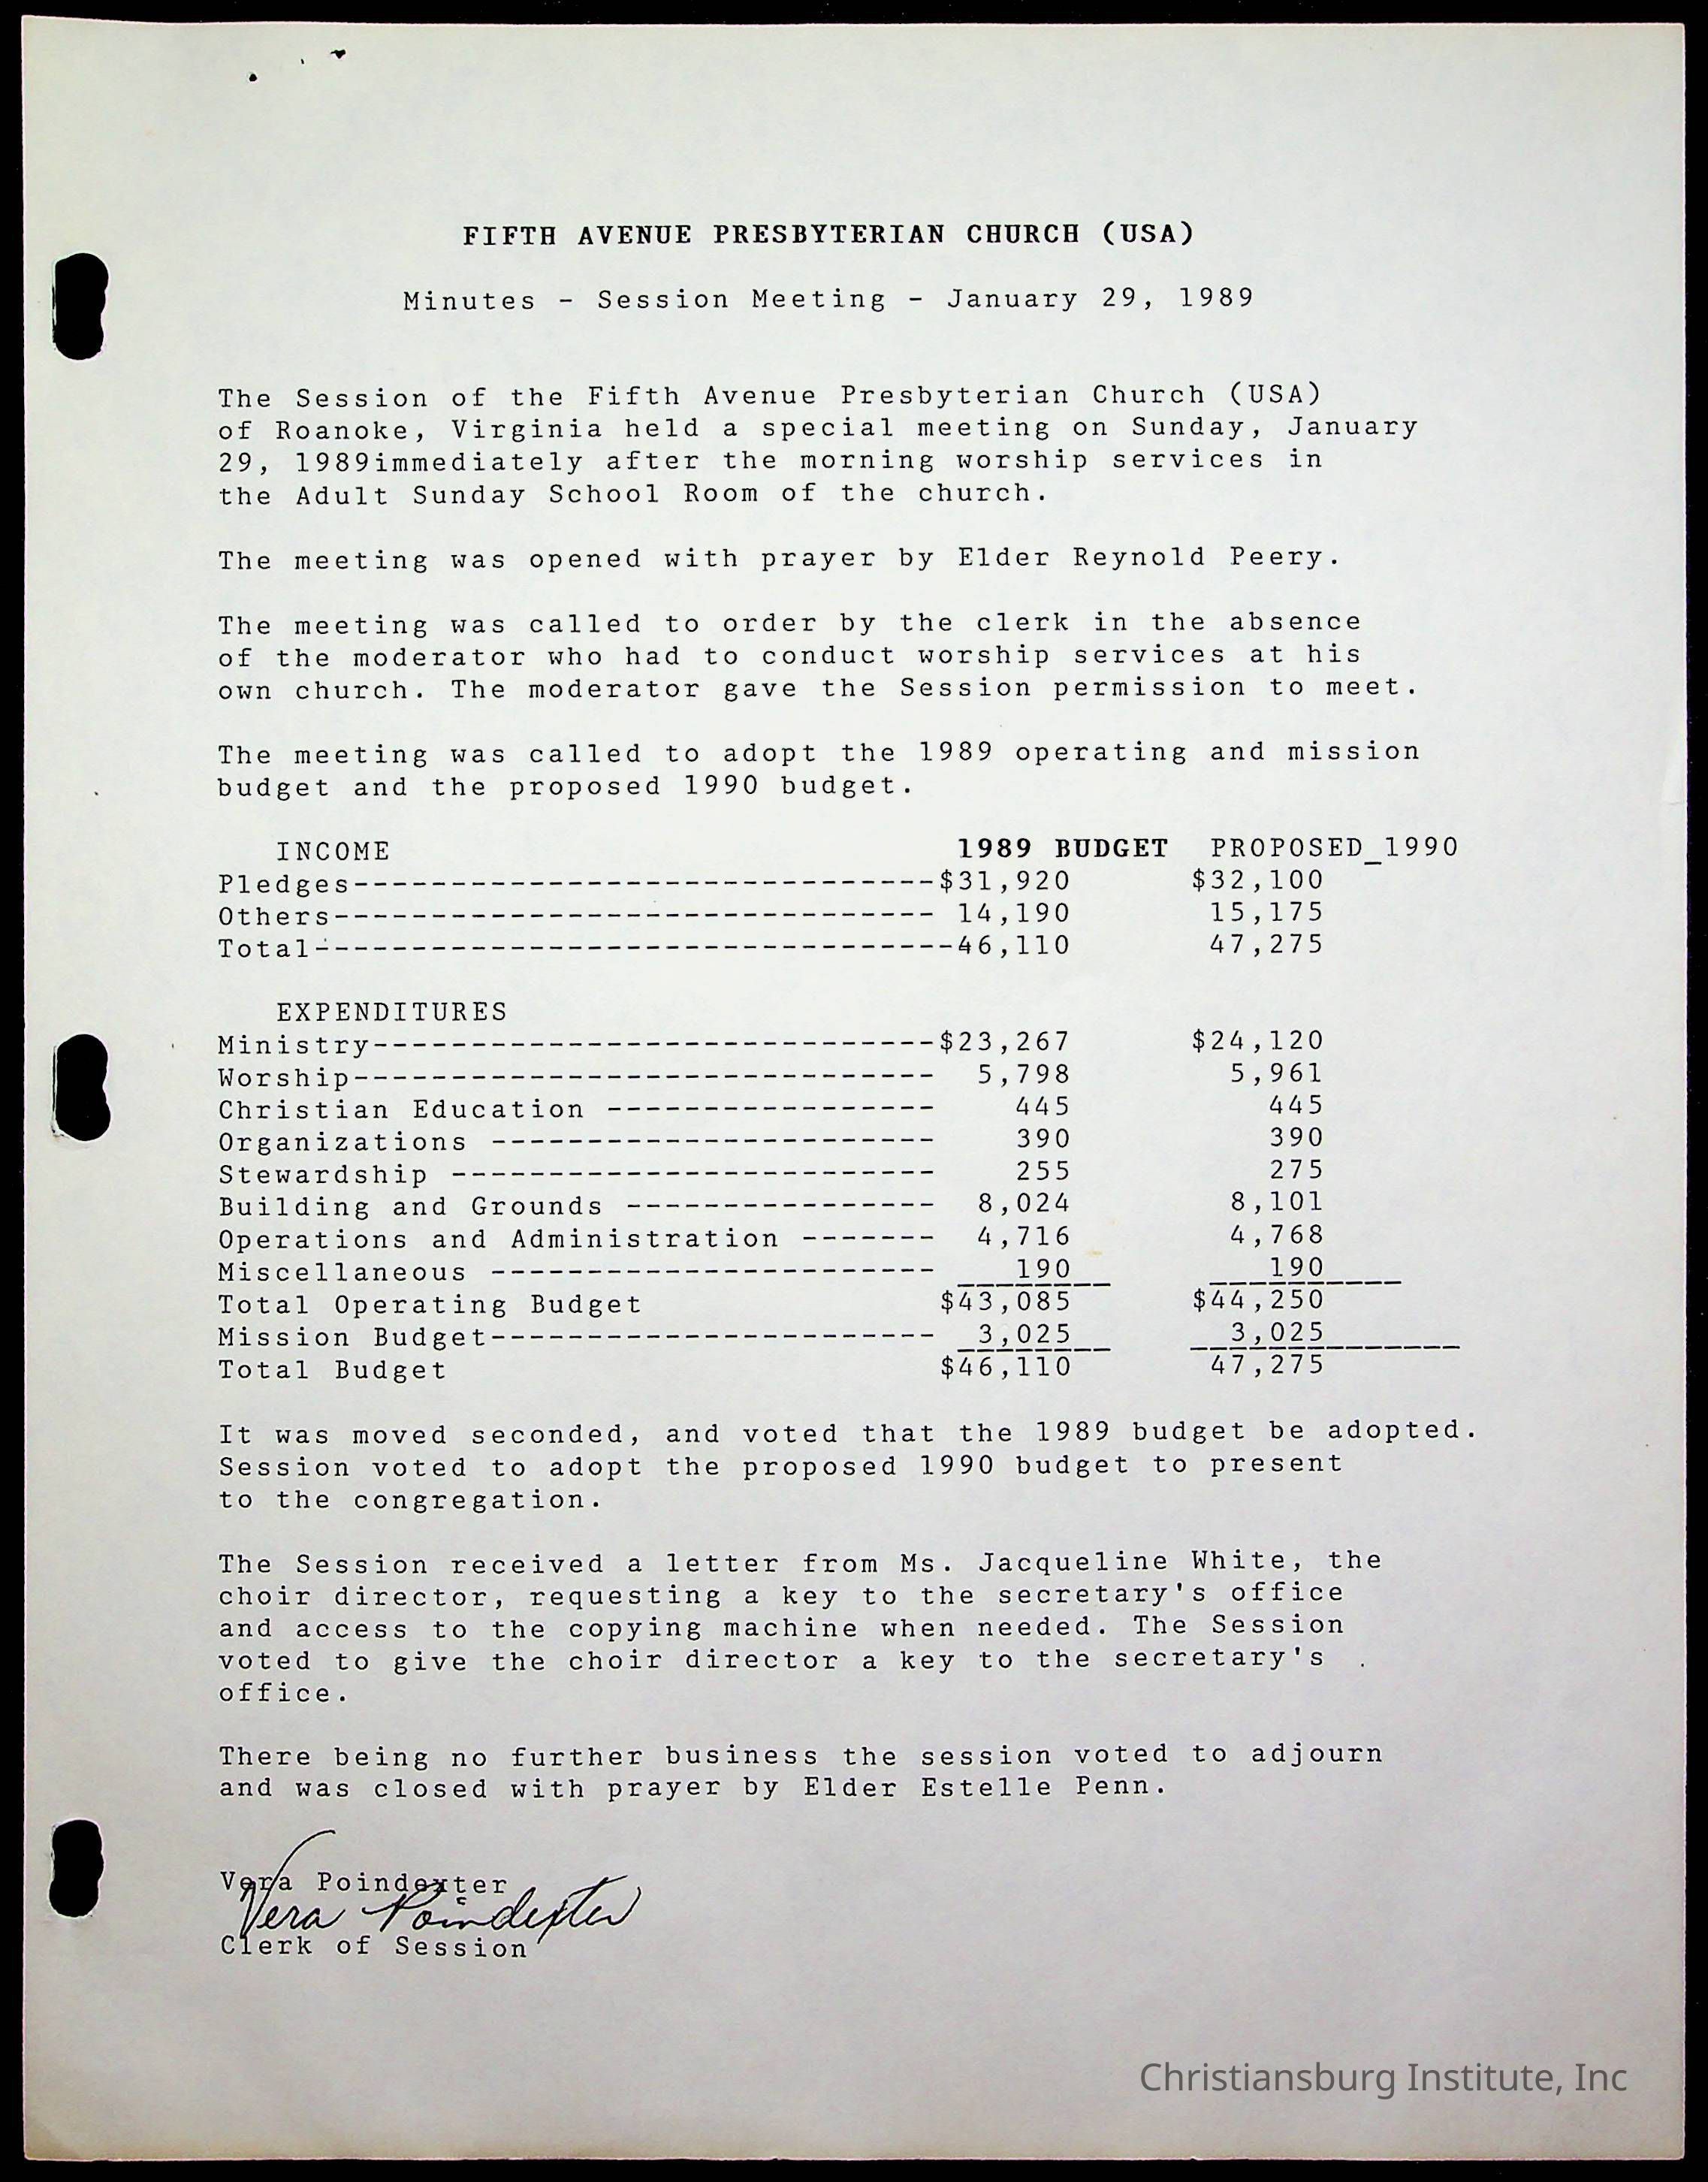 FIFTH AVENUE PRESBYTERIAN CHURCH (USA)
Minutes - Session Meeting - January 29, 1989
The Session of the Fifth Avenue Presbyterian Church (USA)
of Roanoke, Virginia held a special meeting on Sunday, January
29, 1989immediately after the morning worship services in
the Adult Sunday School Room of the church.
The meeting was opened with prayer by Elder Reynold Peery.
The meeting was called to order by the clerk in the absence
of the moderator who had to conduct worship services at his
own church. The moderator gave the Session permission to meet.
The meeting was called to adopt the 1989 operating and mission
budget and the proposed 1990 budget.
INCOME 1989 BUDGET PROPOSED_1990
Pledges------------------------------$31,920 $32,100
Others------------------------------- 14,190 15,175
Total---------------------------------46,110 47,275
EXPENDITURES
Ministry-----------------------------$23,267 $24,120
Worship------------------------------ 5,798 5,961
Christian Education ----------------- 445 445
Organizations ----------------------- 390 390
Stewardship ------------------------- 255 275
Building and Grounds ---------------- 8,024 8,101
Operations and Administration ------- 4,716 4,768
Miscellaneous ----------------------- 190 190
Total Operating Budget $43,085 $44,250
Mission Budget----------------------- 3,025 3,025
Total Budget $46,110 47,275
It was moved seconded, and voted that the 1989 budget be adopted.
Session voted to adopt the proposed 1990 budget to present
to the congregation.
The Session received a letter from Ms. Jacqueline White, the
choir director, requesting a key to the secretary's office
and access to the copying machine when needed. The Session
voted to give the choir director a key to the secretary's
office.
There being no further business the session voted to adjourn
and was closed with prayer by Elder Estelle Penn.
Vera Poindexter
Vera Poindexter
Clerk of Session
Christiansburg Institute, Inc